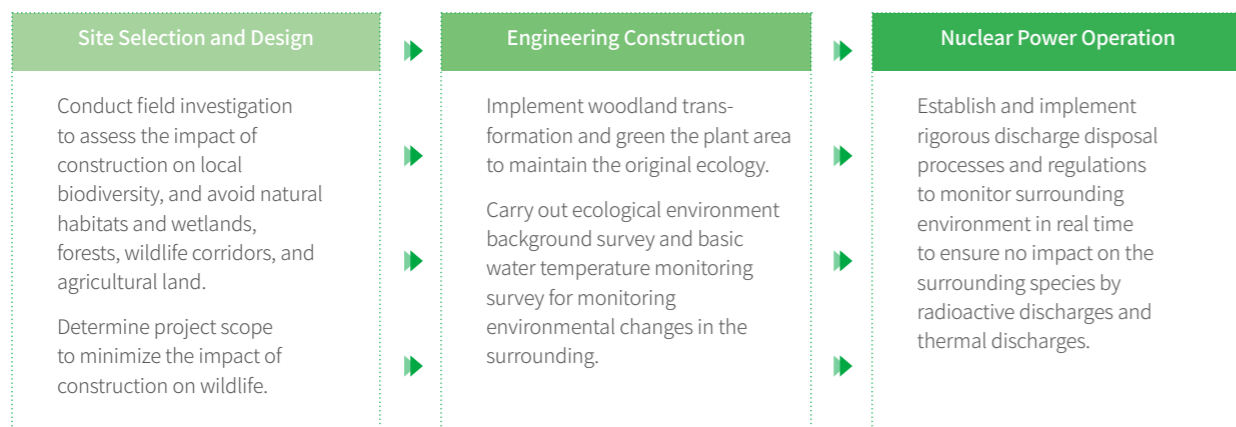 Site Selection and Design
Conduct field investigation
to assess the impact of
construction on local
biodiversity, and avoid natural
habitats and wetlands,
forests, wildlife corridors, and
agricultural land.
Determine project scope
to minimize the impact of
construction on wildlife.
Engineering Construction
Implement woodland trans-
formation and green the plant area
to maintain the original ecology.
Carry out ecological environment
background survey and basic
water temperature monitoring
survey for monitoring
environmental changes in the
surrounding.
Nuclear Power Operation
Establish and implement
rigorous discharge disposal
processes and regulations
to monitor surrounding
environment in real time
to ensure no impact on the
surrounding species by
radioactive discharges and
thermal discharges.